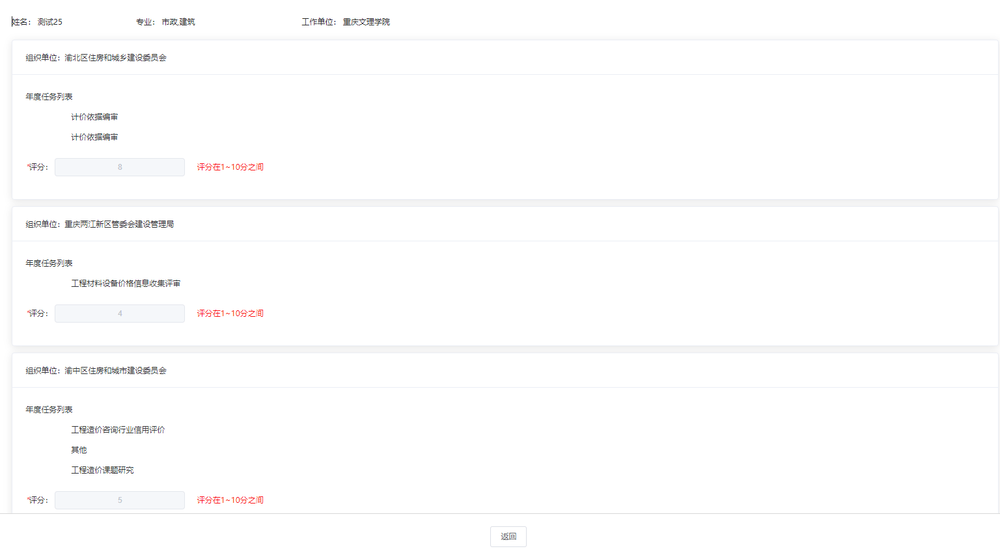 姓名： 测试25 专业： 市政,建筑 工作单位： 重庆文理学院
组织单位：渝北区住房和城乡建设委员会
年度任务列表
计价依据编审
计价依据编审
*评分： 8 评分在1~10分之间
组织单位：重庆两江新区管委会建设管理局
年度任务列表
工程材料设备价格信息收集评审
*评分： 4 评分在1~10分之间
组织单位：渝中区住房和城市建设委员会
年度任务列表
工程造价咨询行业信用评价
其他
工程造价课题研究
*评分： 5 评分在1~10分之间
返回